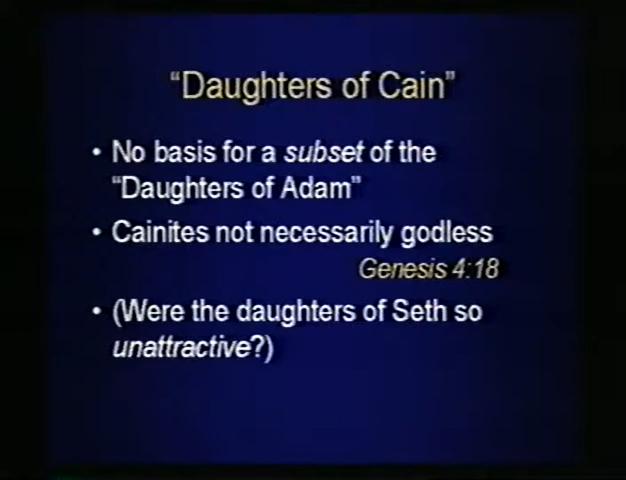 “Daughters of Cain”
• No basis for a subset of the
“Daughters of Adam”
• Cainites not necessarily godless
Genesis 4:18
• (Were the daughters of Seth so
unattractive?)